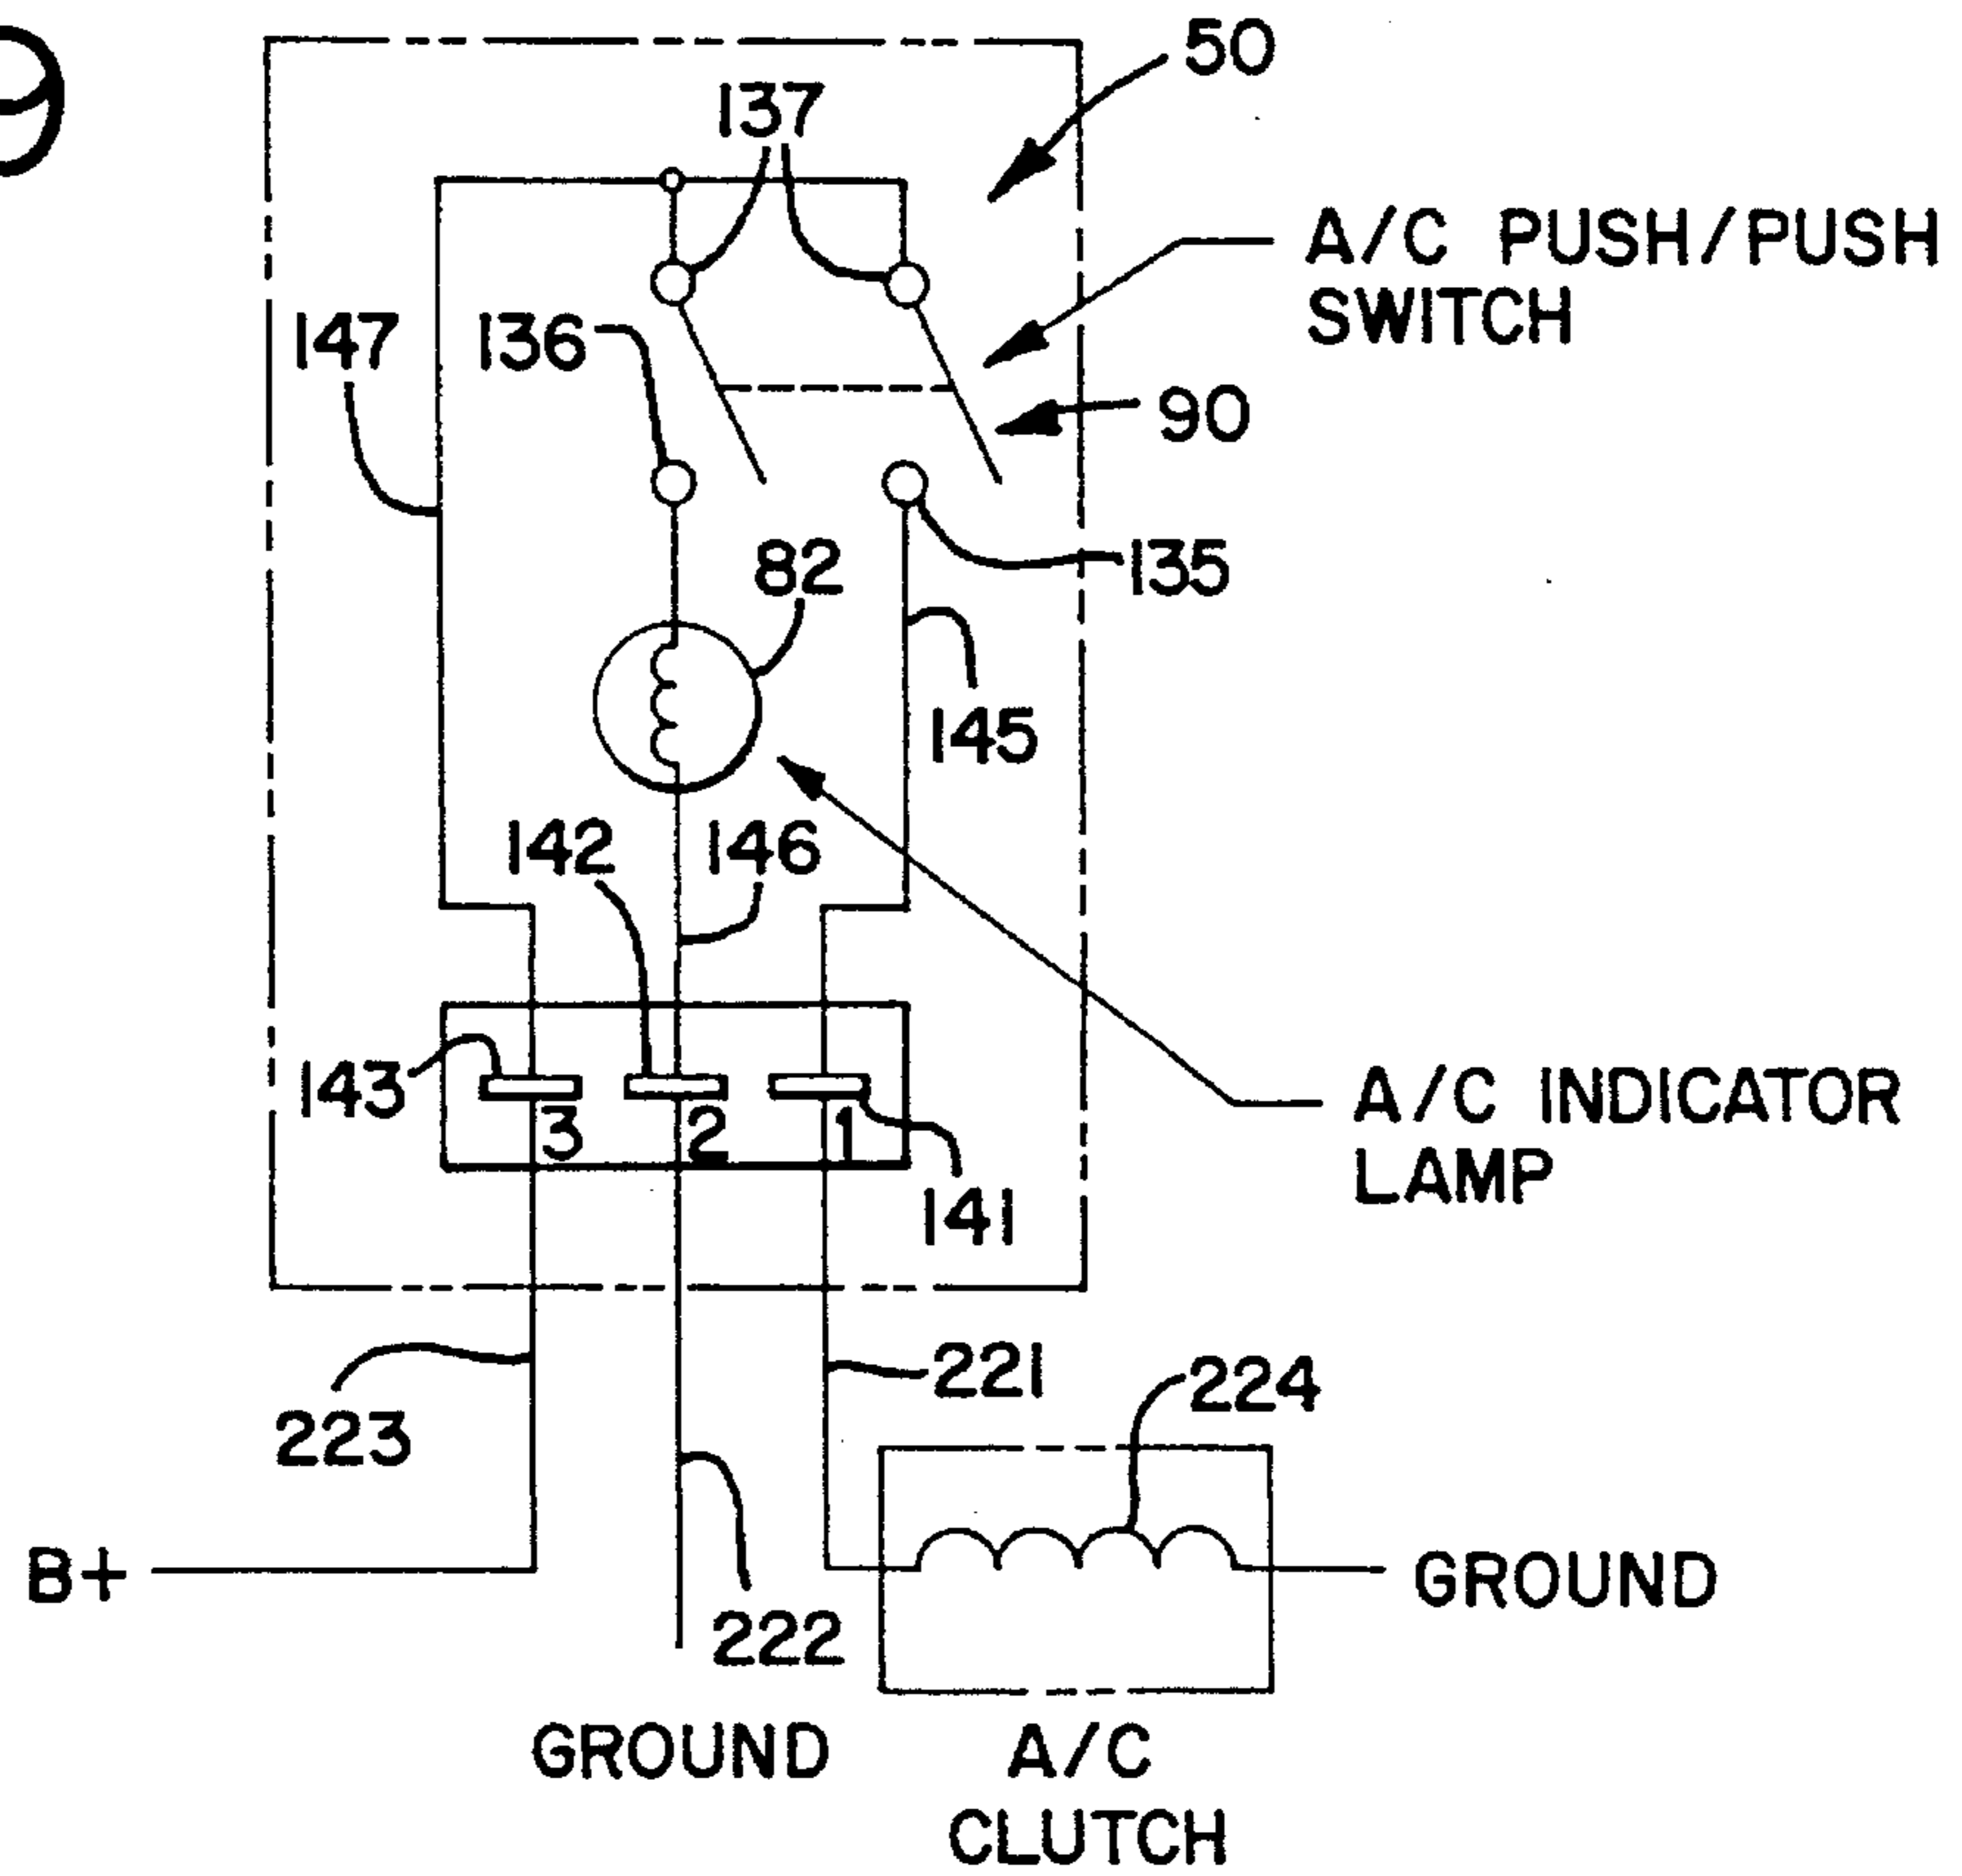 9
50
137
A/C PUSH/PUSH
SWITCH
147
136
90
135
82
145
142
146
143
3
2
1
A/C INDICATOR
LAMP
141
221
224
223
B+
GROUND
222
GROUND
A/C
CLUTCH